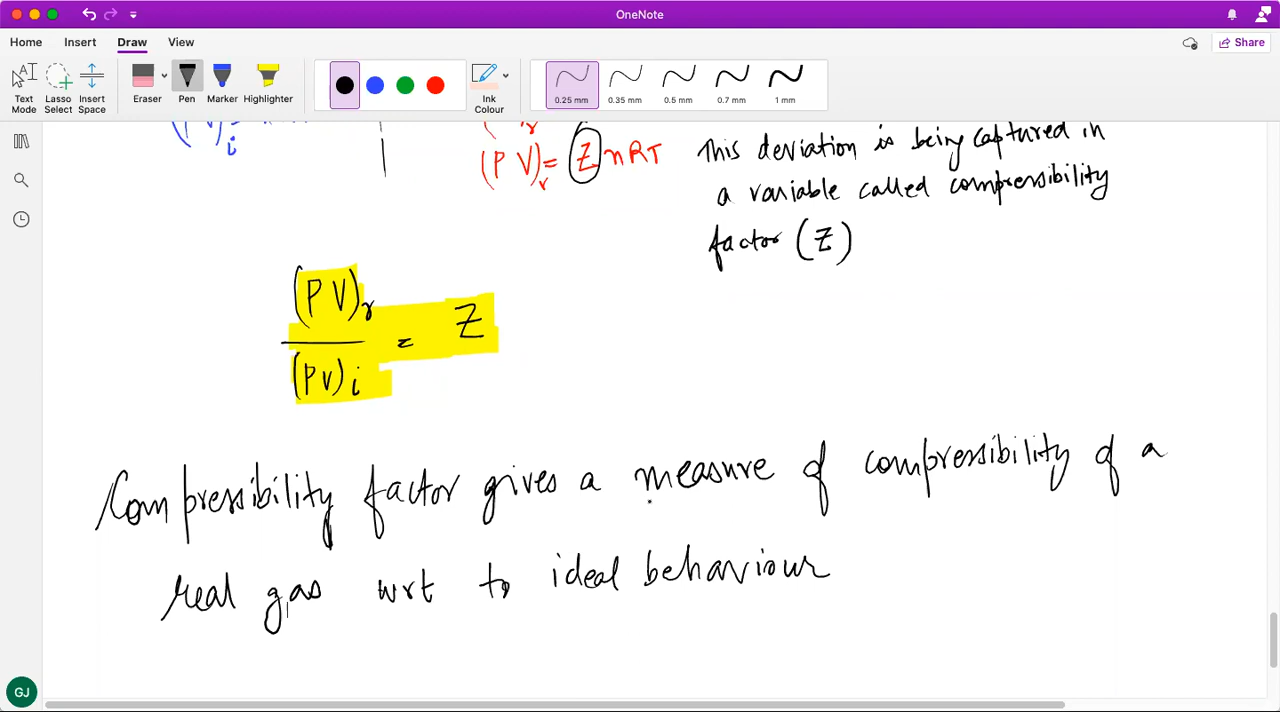 OneNote
Home Insert Draw View
Share
Text Mode
Lasso Select
Insert Space
Eraser
Pen
Marker
Highlighter
0.25 mm
0.35 mm
0.5 mm
0.7 mm
1 mm
Ink Colour
(PV)r = Z nRT
This deviation is being captured in
a variable called compressibility
factor (Z)
(PV)r
= Z
(PV)i
Compressibility factor gives a measure of compressibility of a
real gas wrt to ideal behaviour
GJ